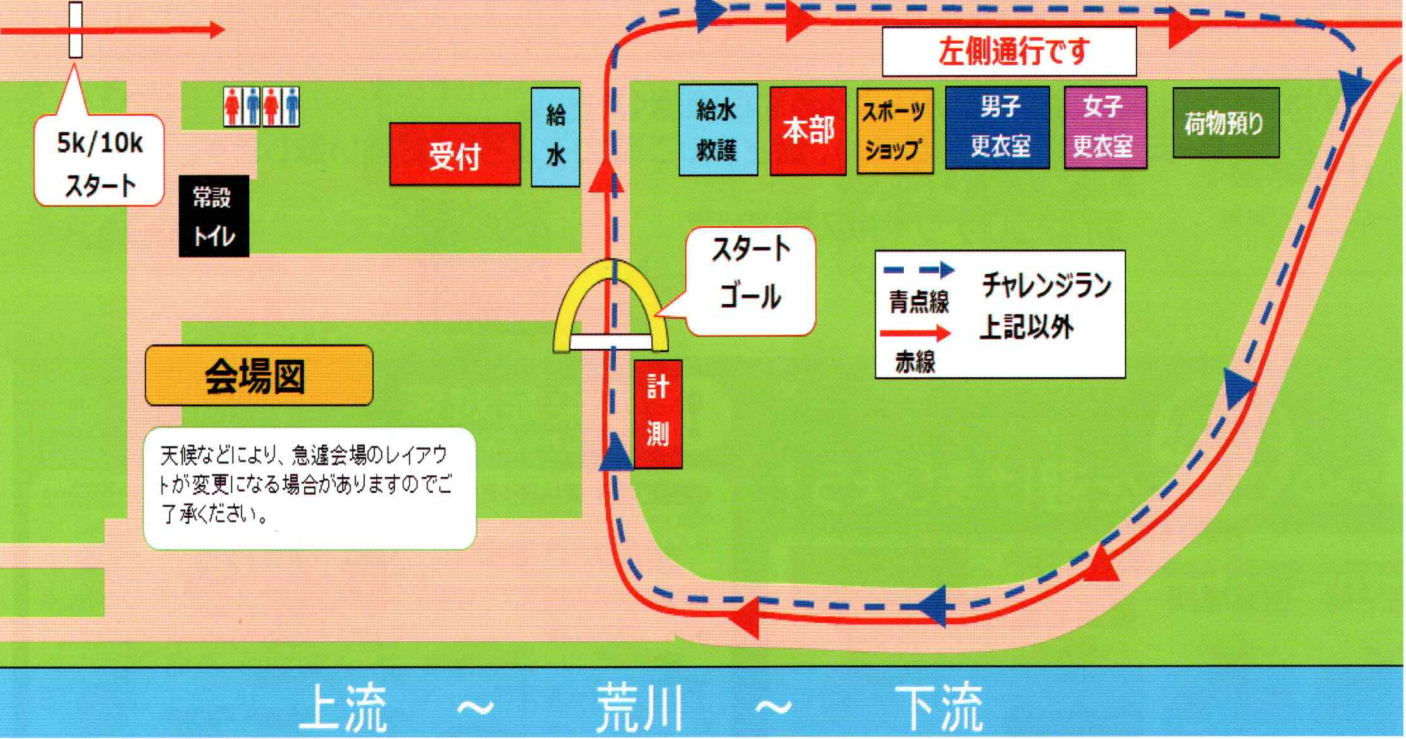 左側通行です
5k/10k
スタート
受付
給
水
給水
救護
本部
スポーツ
ショップ
男子
更衣室
女子
更衣室
荷物預り
常設
トイレ
スタート
ゴール
青点線
チャレンジラン
上記以外
赤線
会場図
計
測
天候などにより、急遽会場のレイアウ
トが変更になる場合がありますのでご
了承ください。
上流 ～ 荒川 ～ 下流